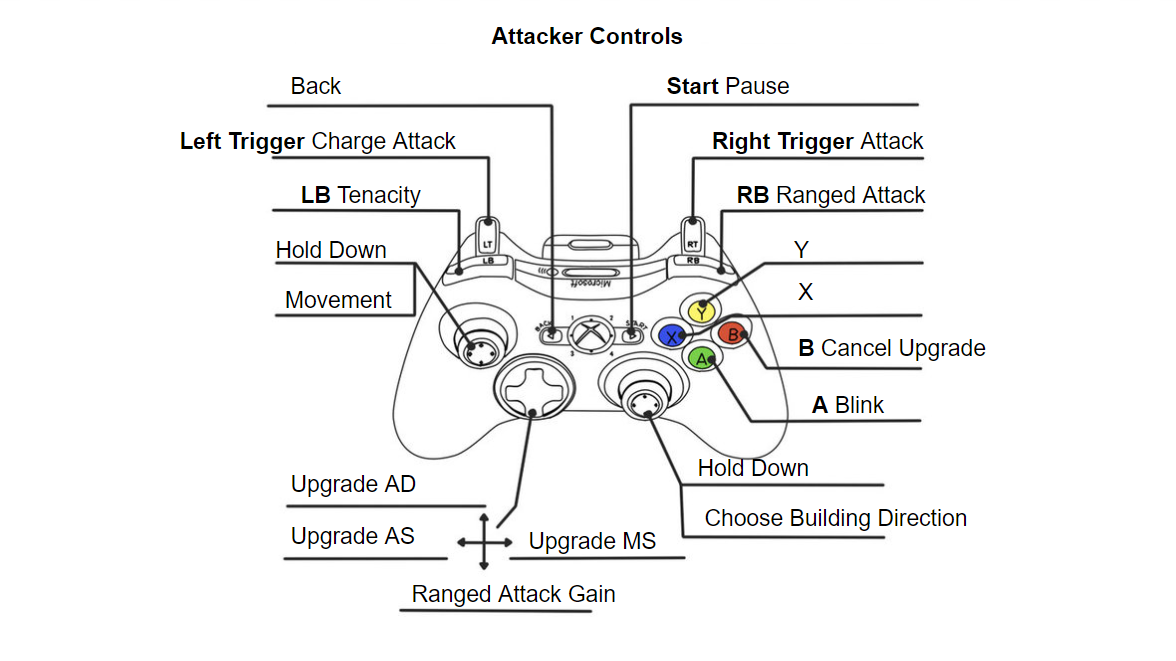 Attacker Controls
Back
Start Pause
Left Trigger Charge Attack
Right Trigger Attack
LB Tenacity
RB Ranged Attack
LT
RT
Hold Down
LB
RB
Y
Movement
Microsoft
X
BACK
1
2
START
3
4
Y
X
B
A
B Cancel Upgrade
A Blink
Hold Down
Upgrade AD
Choose Building Direction
Upgrade AS
Upgrade MS
Ranged Attack Gain